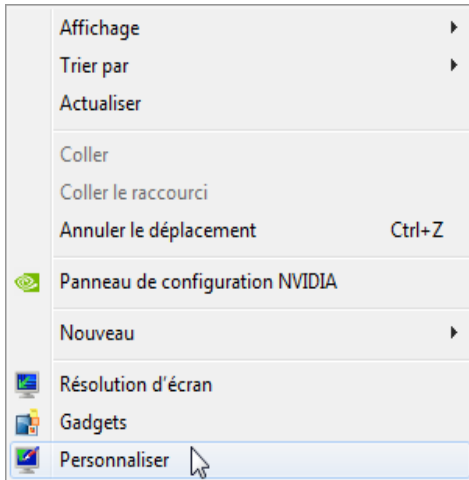 Affichage
Trier par
Actualiser
Coller
Coller le raccourci
Annuler le déplacement Ctrl+Z
Panneau de configuration NVIDIA
Nouveau
Résolution d'écran
Gadgets
Personnaliser